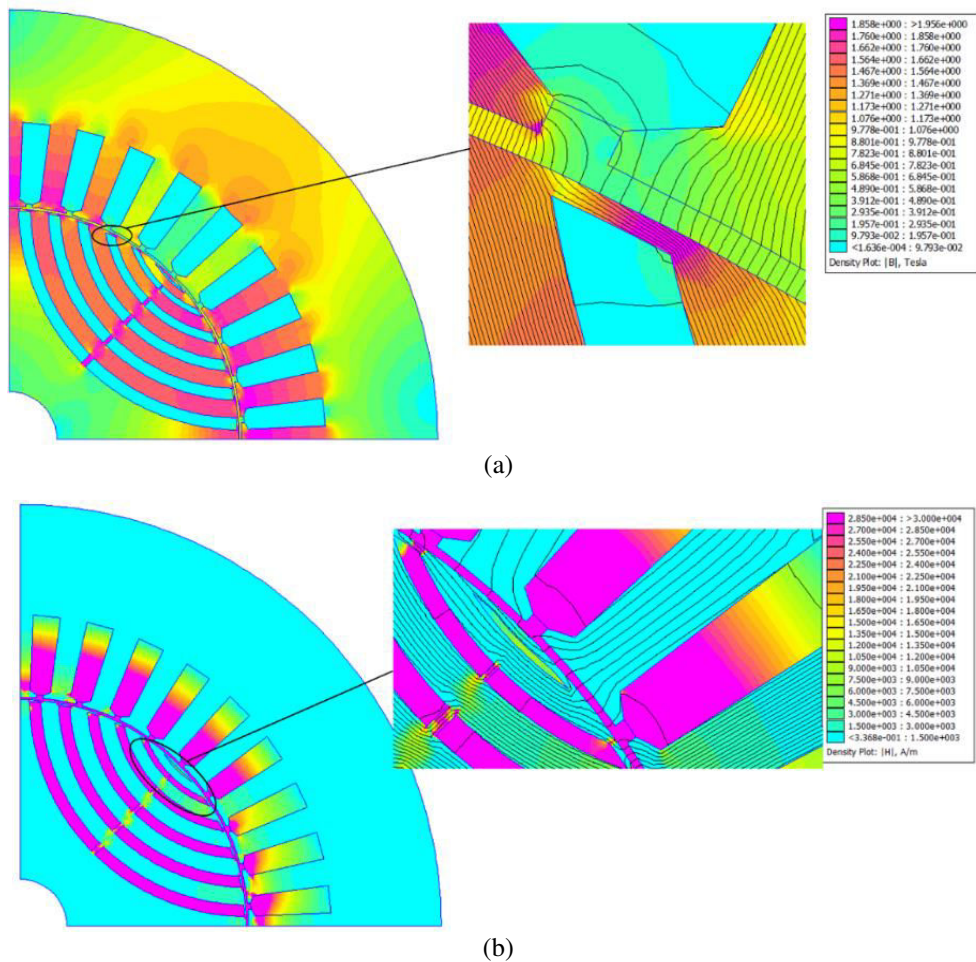 1.858e+000 : >1.956e+000
1.760e+000 : 1.858e+000
1.662e+000 : 1.760e+000
1.564e+000 : 1.662e+000
1.467e+000 : 1.564e+000
1.369e+000 : 1.467e+000
1.271e+000 : 1.369e+000
1.173e+000 : 1.271e+000
1.076e+000 : 1.173e+000
9.778e-001 : 1.076e+000
8.801e-001 : 9.778e-001
7.823e-001 : 8.801e-001
6.845e-001 : 7.823e-001
5.868e-001 : 6.845e-001
4.890e-001 : 5.868e-001
3.912e-001 : 4.890e-001
2.935e-001 : 3.912e-001
1.957e-001 : 2.935e-001
9.793e-002 : 1.957e-001
<1.636e-004 : 9.793e-002
Density Plot: |B|, Tesla
(a)
2.850e+004 : >3.000e+004
2.700e+004 : 2.850e+004
2.550e+004 : 2.700e+004
2.400e+004 : 2.550e+004
2.250e+004 : 2.400e+004
2.100e+004 : 2.250e+004
1.950e+004 : 2.100e+004
1.800e+004 : 1.950e+004
1.650e+004 : 1.800e+004
1.500e+004 : 1.650e+004
1.350e+004 : 1.500e+004
1.200e+004 : 1.350e+004
1.050e+004 : 1.200e+004
9.000e+003 : 1.050e+004
7.500e+003 : 9.000e+003
6.000e+003 : 7.500e+003
4.500e+003 : 6.000e+003
3.000e+003 : 4.500e+003
1.500e+003 : 3.000e+003
<3.368e-001 : 1.500e+003
Density Plot: |H|, A/m
(b)